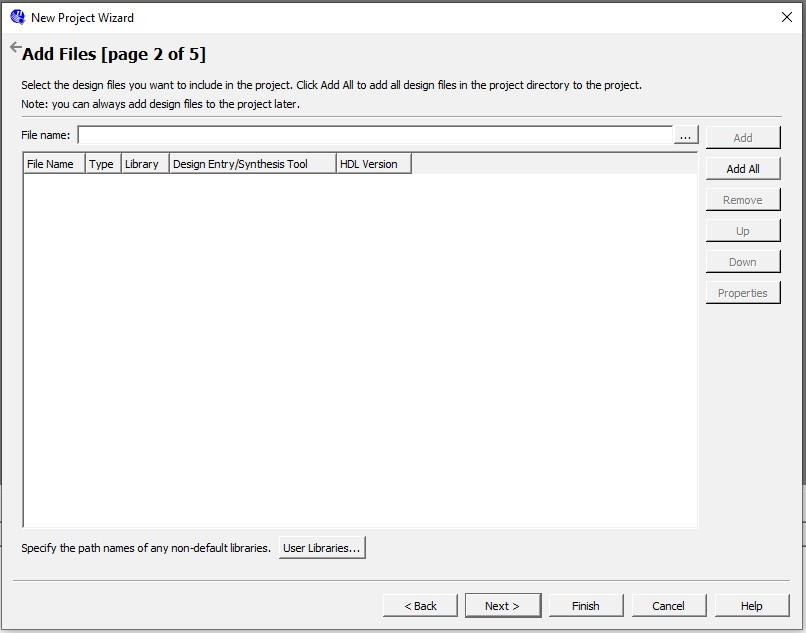 New Project Wizard
Add Files [page 2 of 5]
Select the design files you want to include in the project. Click Add All to add all design files in the project directory to the project.
Note: you can always add design files to the project later.
File name: ... Add
File Name Type Library Design Entry/Synthesis Tool HDL Version Add All
Remove
Up
Down
Properties
Specify the path names of any non-default libraries. User Libraries...
< Back Next > Finish Cancel Help